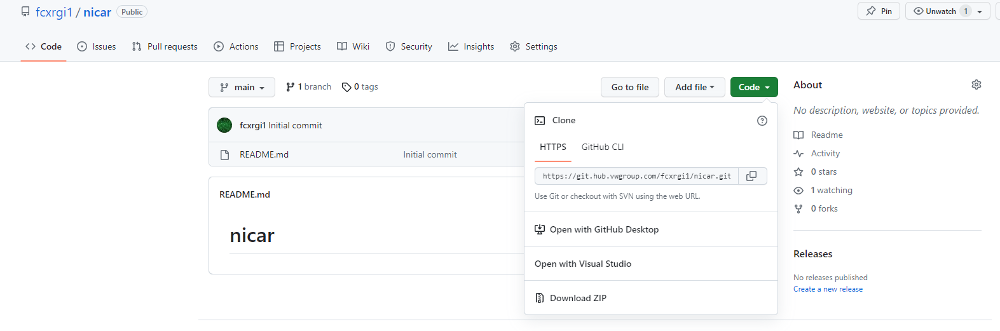 fcxrgi1 / nicar Public
Pin
Unwatch 1
Code Issues Pull requests Actions Projects Wiki Security Insights Settings
main 1 branch 0 tags
Go to file Add file Code
fcxrgi1 Initial commit
README.md Initial commit
README.md
nicar
Clone
HTTPS GitHub CLI
https://git.hub.vwgroup.com/fcxrgi1/nicar.git
Use Git or checkout with SVN using the web URL.
Open with GitHub Desktop
Open with Visual Studio
Download ZIP
About
No description, website, or topics provided.
Readme
Activity
0 stars
1 watching
0 forks
Releases
No releases published
Create a new release